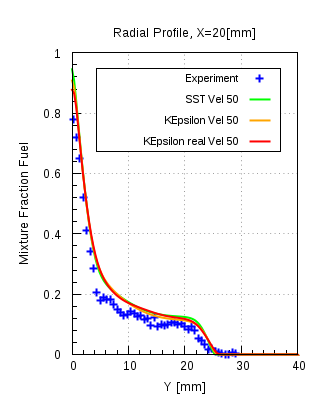 Radial Profile, X=20[mm]
1
0.8
0.6
0.4
0.2
0
Mixture Fraction Fuel
Experiment
SST Vel 50
KEpsilon Vel 50
KEpsilon real Vel 50
0 10 20 30 40
Y [mm]